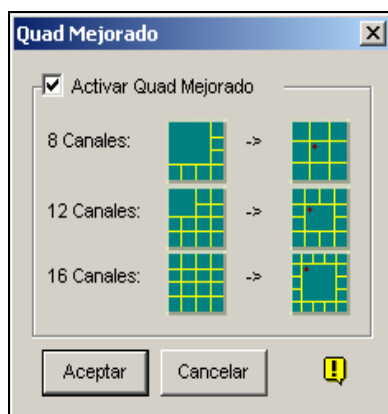 Quad Mejorado
Activar Quad Mejorado
8 Canales: ->
12 Canales: ->
16 Canales: ->
Aceptar Cancelar